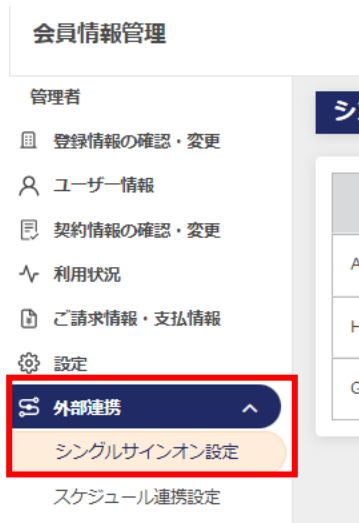 会員情報管理
管理者
登録情報の確認・変更
ユーザー情報
契約情報の確認・変更
利用状況
ご請求情報・支払情報
設定
外部連携
シングルサインオン設定
スケジュール連携設定
シ
A
H
G